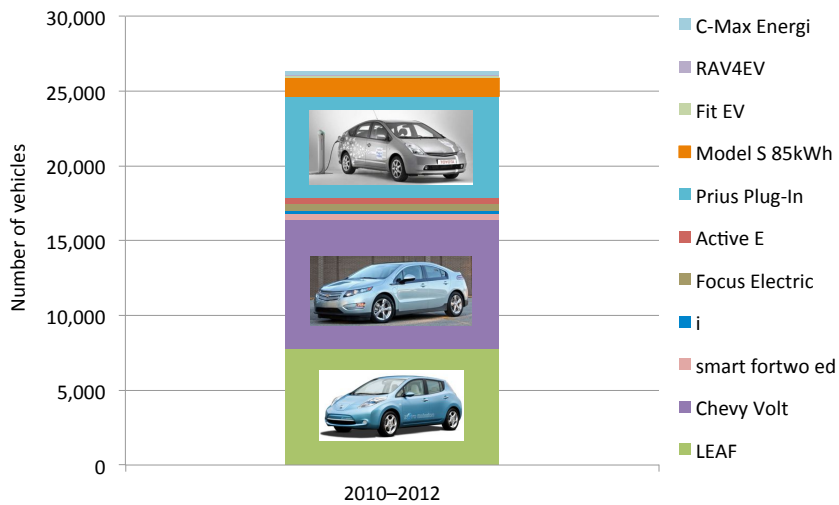 30,000
25,000
20,000
15,000
10,000
5,000
0
Number of vehicles
2010–2012
C-Max Energi
RAV4EV
Fit EV
Model S 85kWh
Prius Plug-In
Active E
Focus Electric
i
smart fortwo ed
Chevy Volt
LEAF